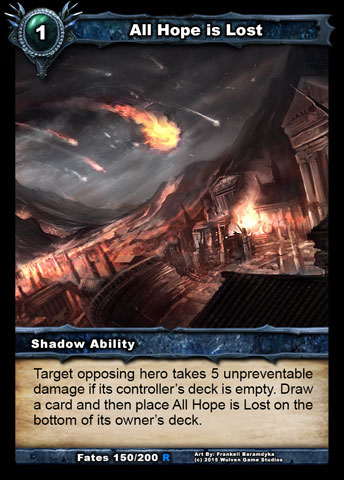 1
All Hope is Lost
Shadow Ability
Target opposing hero takes 5 unpreventable
damage if its controller's deck is empty. Draw
a card and then place All Hope is Lost on the
bottom of its owner's deck.
Fates 150/200 R
Art By: Frankell Baramdyka
(c) 2015 Wulven Game Studios